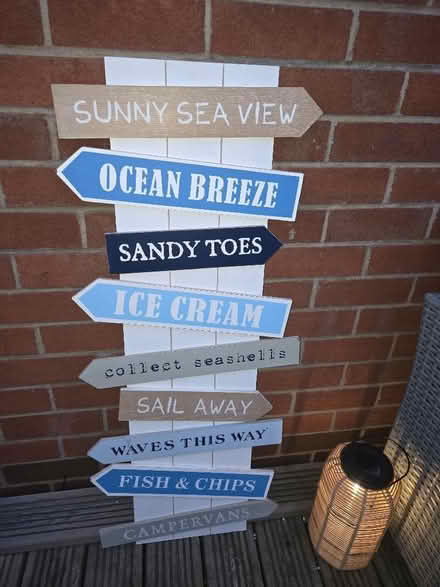 SUNNY SEA VIEW
OCEAN BREEZE
SANDY TOES
ICE CREAM
collect seashells
SAIL AWAY
WAVES THIS WAY
FISH & CHIPS
CAMPERVANS